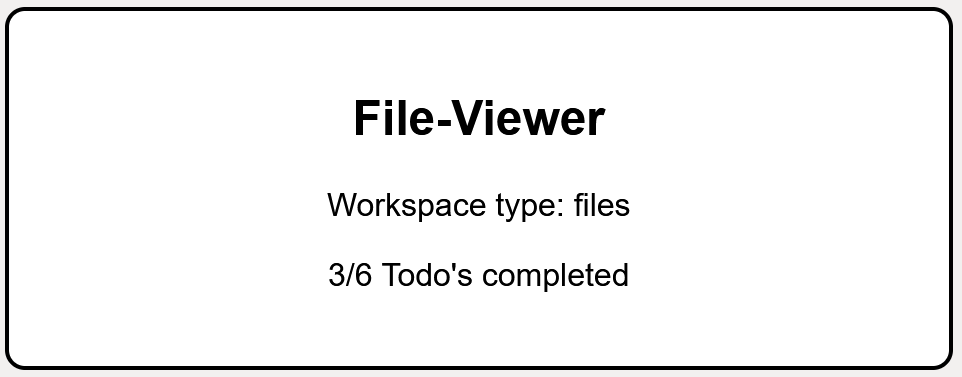 File-Viewer
Workspace type: files
3/6 Todo's completed